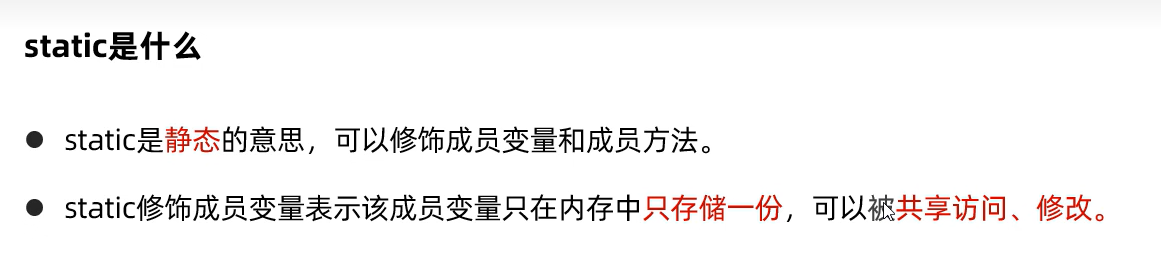 static是什么
● static是静态的意思，可以修饰成员变量和成员方法。
● static修饰成员变量表示该成员变量只在内存中只存储一份，可以被共享访问、修改。